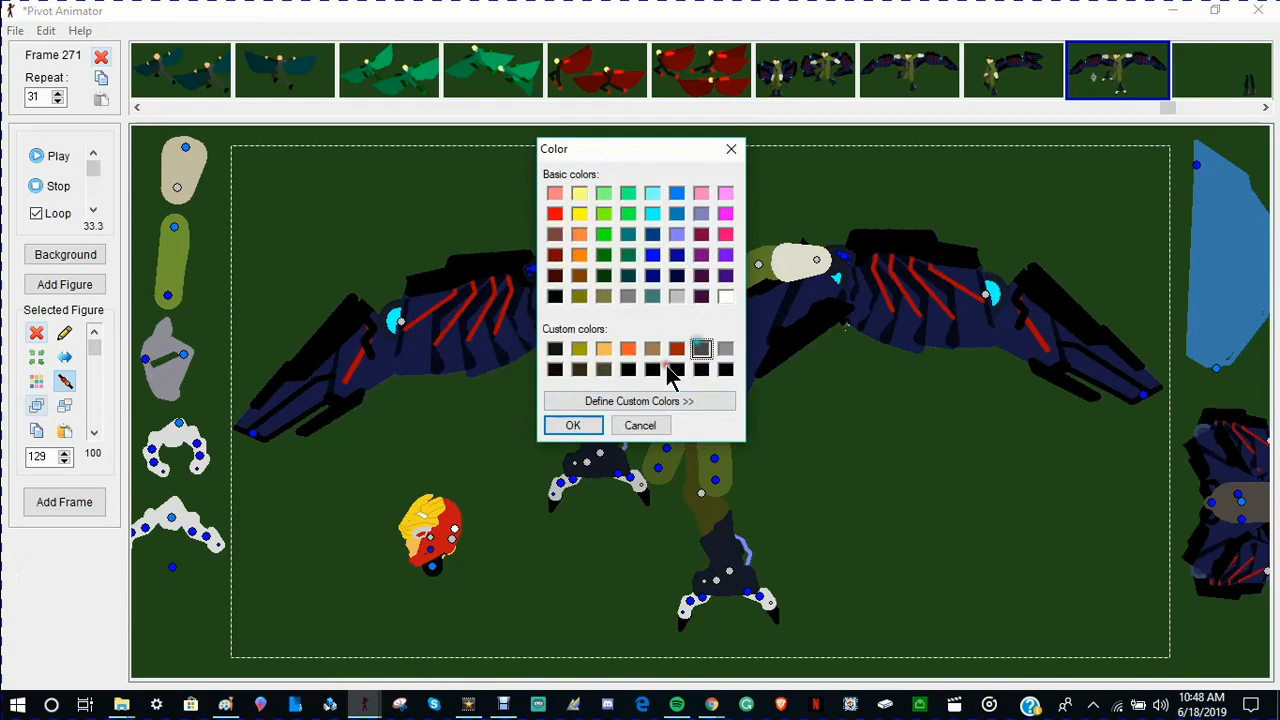 *Pivot Animator
File Edit Help
Frame 271
Repeat:
31
Play
Stop
Loop
33.3
Background
Add Figure
Selected Figure
129
100
Add Frame
Color
Basic colors:
Custom colors:
Define Custom Colors >>
OK
Cancel
10:48 AM
6/18/2019